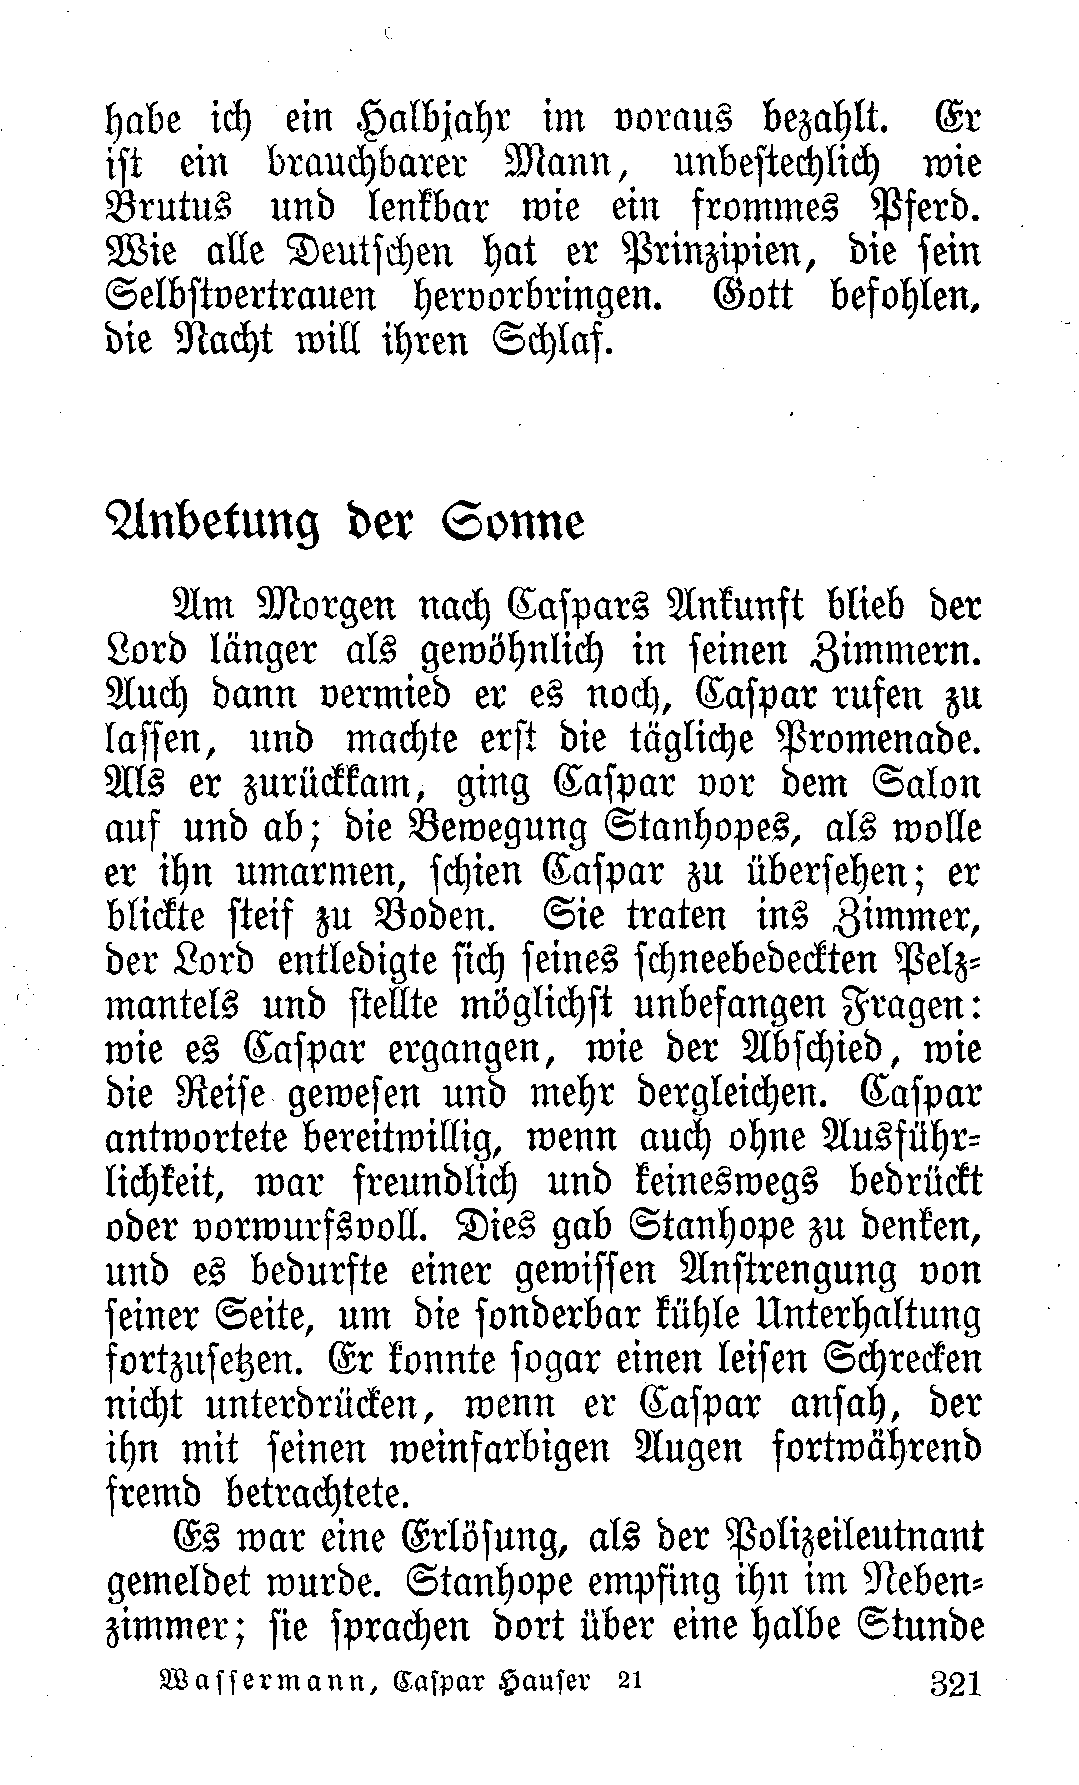 habe ich ein Halbjahr im voraus bezahlt. Er
ist ein brauchbarer Mann, unbestechlich wie
Brutus und lenkbar wie ein frommes Pferd.
Wie alle Deutschen hat er Prinzipien, die sein
Selbstvertrauen hervorbringen. Gott befohlen,
die Nacht will ihren Schlaf.
Anbetung der Sonne
Am Morgen nach Caspars Ankunft blieb der
Lord länger als gewöhnlich in seinen Zimmern.
Auch dann vermied er es noch, Caspar rufen zu
lassen, und machte erst die tägliche Promenade.
Als er zurückkam, ging Caspar vor dem Salon
auf und ab; die Bewegung Stanhopes, als wolle
er ihn umarmen, schien Caspar zu übersehen; er
blickte steif zu Boden. Sie traten ins Zimmer,
der Lord entledigte sich seines schneebedeckten Pelz-
mantels und stellte möglichst unbefangen Fragen:
wie es Caspar ergangen, wie der Abschied, wie
die Reise gewesen und mehr dergleichen. Caspar
antwortete bereitwillig, wenn auch ohne Ausführ-
lichkeit, war freundlich und keineswegs bedrückt
oder vorwurfsvoll. Dies gab Stanhope zu denken,
und es bedurfte einer gewissen Anstrengung von
seiner Seite, um die sonderbar kühle Unterhaltung
fortzusetzen. Er konnte sogar einen leisen Schrecken
nicht unterdrücken, wenn er Caspar ansah, der
ihn mit seinen weinfarbigen Augen fortwährend
fremd betrachtete.
Es war eine Erlösung, als der Polizeileutnant
gemeldet wurde. Stanhope empfing ihn im Neben-
zimmer; sie sprachen dort über eine halbe Stunde
Wassermann, Caspar Hauser 21 321